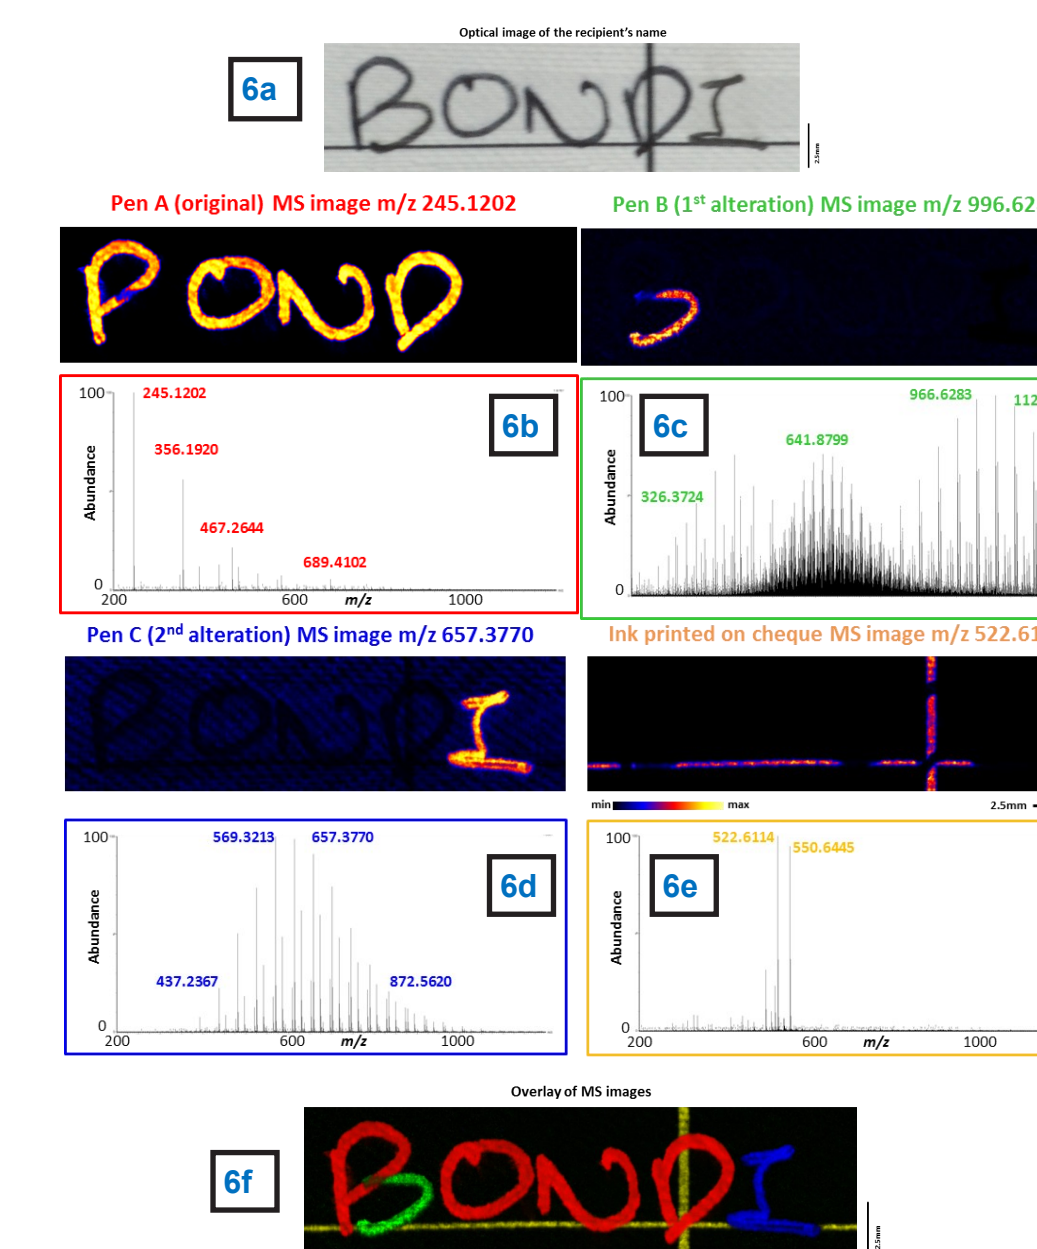 Optical image of the recipient's name
6a
BONDI
2.5mm
Pen A (original) MS image m/z 245.1202
Pen B (1st alteration) MS image m/z 996.62
POND
100
245.1202
356.1920
467.2644
689.4102
6b
Abundance
0
200
600
m/z
1000
100
6c
966.6283
112
641.8799
326.3724
Abundance
0
Pen C (2nd alteration) MS image m/z 657.3770
Ink printed on cheque MS image m/z 522.61
POND I
min
max
2.5mm
100
569.3213
657.3770
6d
437.2367
872.5620
Abundance
0
200
600
m/z
1000
100
522.6114
550.6445
6e
Abundance
0
200
600
m/z
1000
Overlay of MS images
6f
BONDI
2.5mm